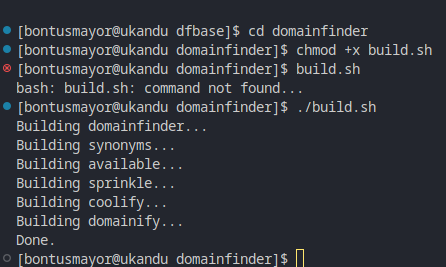 [bontusmayor@ukandu dfbase]$ cd domainfinder
[bontusmayor@ukandu domainfinder]$ chmod +x build.sh
[bontusmayor@ukandu domainfinder]$ build.sh
bash: build.sh: command not found...
[bontusmayor@ukandu domainfinder]$ ./build.sh
Building domainfinder...
Building synonyms...
Building available...
Building sprinkle...
Building coolify...
Building domainify...
Done.
[bontusmayor@ukandu domainfinder]$